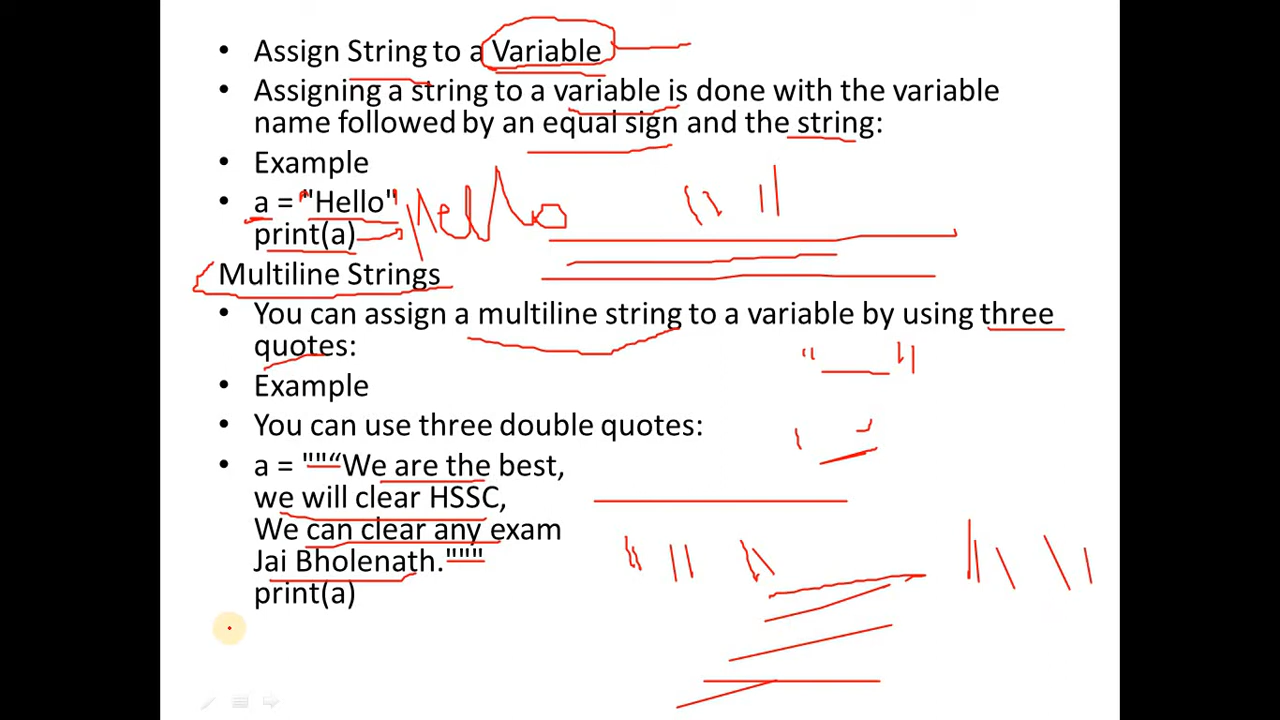 • Assign String to a Variable
• Assigning a string to a variable is done with the variable
name followed by an equal sign and the string:
• Example
• a = "Hello" Hello " "
print(a)
Multiline Strings
• You can assign a multiline string to a variable by using three
quotes:
" "
• Example
• You can use three double quotes:
' '
• a = ""“We are the best,
we will clear HSSC,
We can clear any exam
Jai Bholenath."""
print(a)